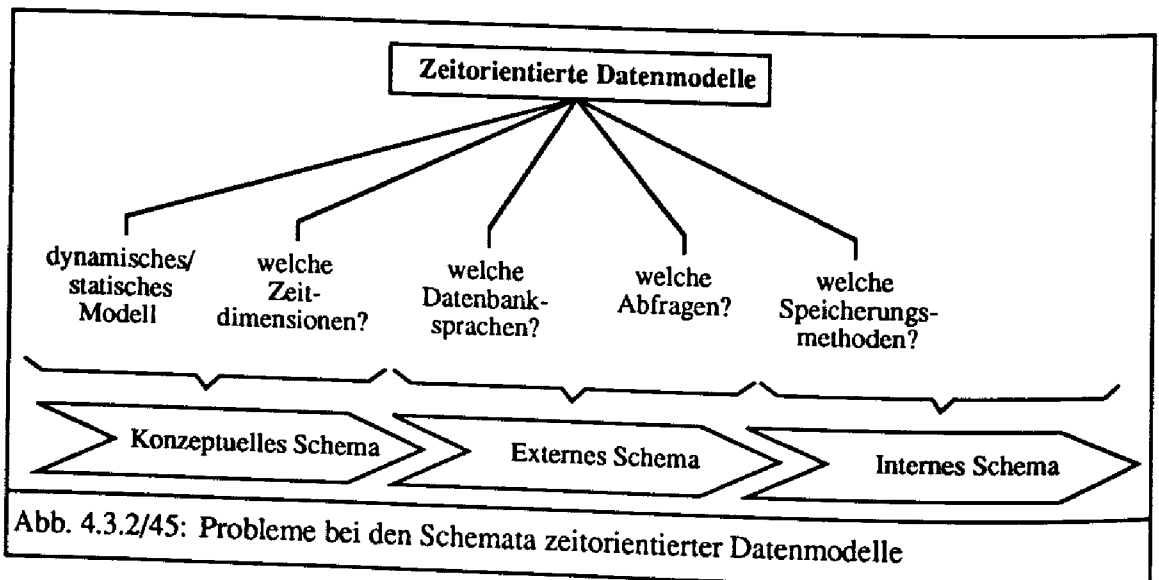 Zeitorientierte Datenmodelle
dynamisches/
statisches
Modell
welche
Zeit-
dimensionen?
welche
Datenbank-
sprachen?
welche
Abfragen?
welche
Speicherungs-
methoden?
Konzeptuelles Schema
Externes Schema
Internes Schema
Abb. 4.3.2/45: Probleme bei den Schemata zeitorientierter Datenmodelle